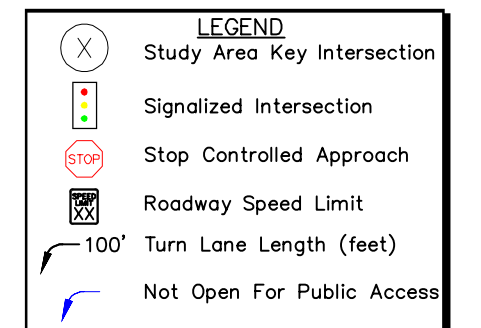 LEGEND
X Study Area Key Intersection
Signalized Intersection
STOP Stop Controlled Approach
SPEED
LIMIT
XX Roadway Speed Limit
100' Turn Lane Length (feet)
Not Open For Public Access